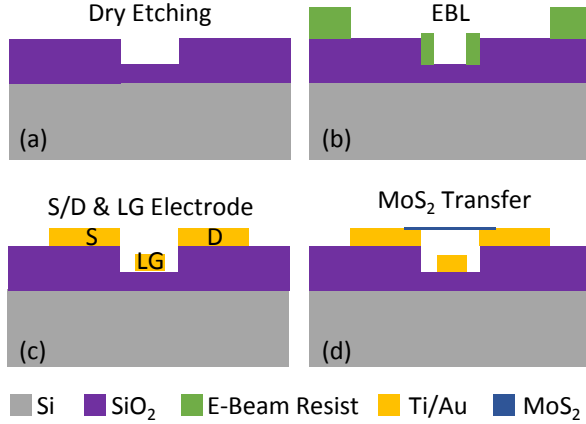 Dry Etching
EBL
(a)
(b)
S/D & LG Electrode
MoS₂ Transfer
S
D
LG
(c)
(d)
Si
SiO₂
E-Beam Resist
Ti/Au
MoS₂